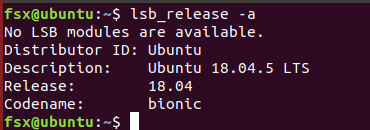 fsx@ubuntu:~$ lsb_release -a
No LSB modules are available.
Distributor ID: Ubuntu
Description:    Ubuntu 18.04.5 LTS
Release:        18.04
Codename:       bionic
fsx@ubuntu:~$